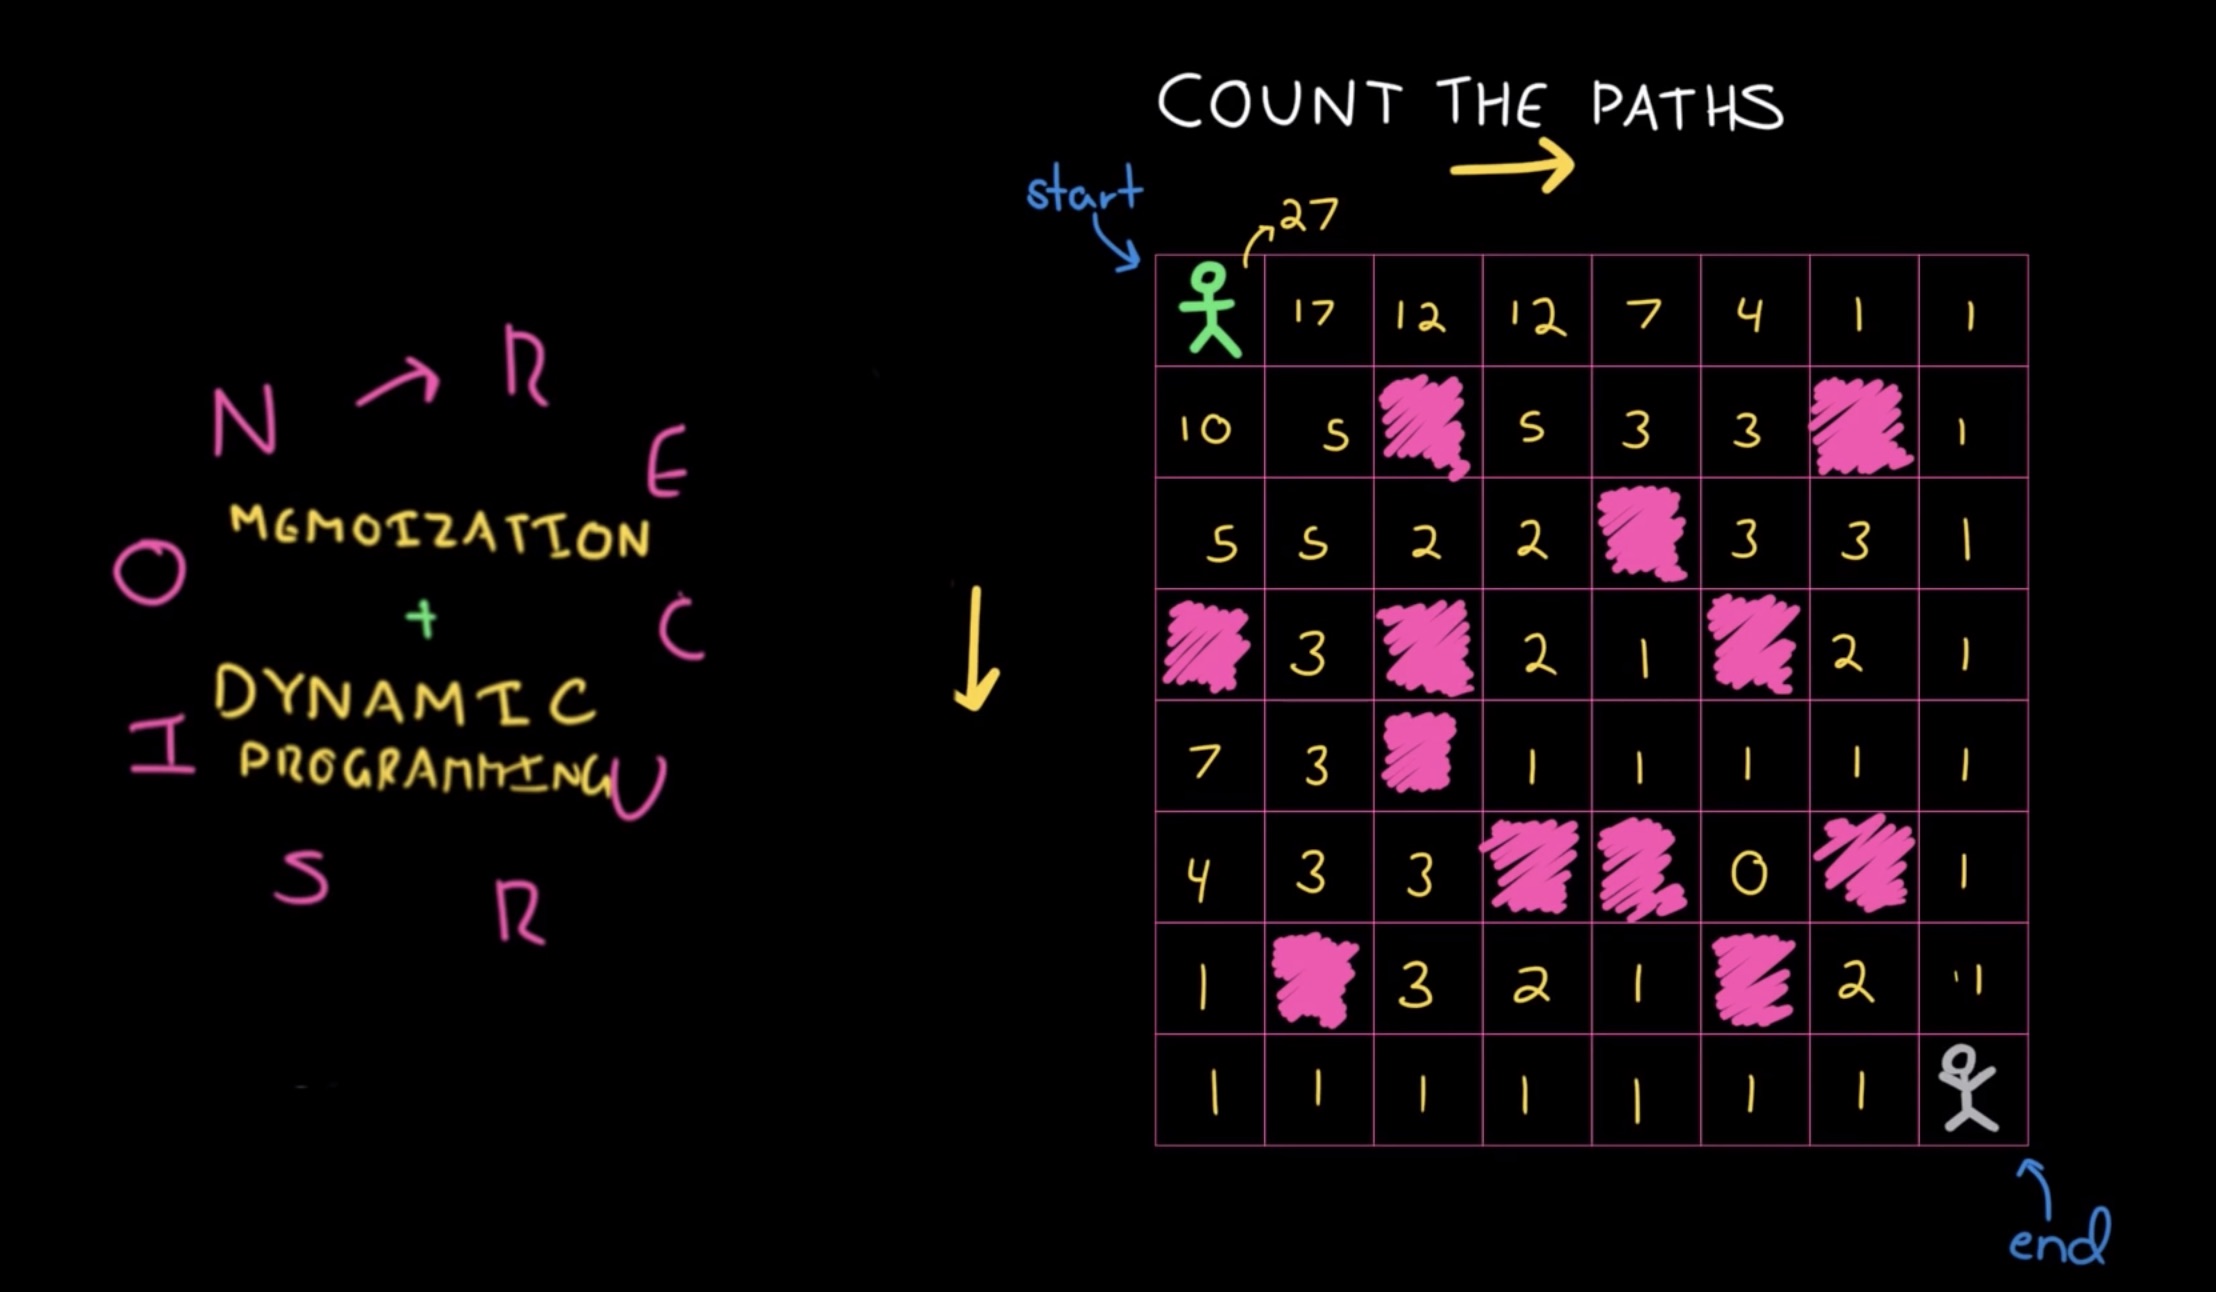 COUNT THE PATHS
start
27
17 12 12 7 4 1 1
10 5 5 3 3 1
5 5 2 2 3 3 1
3 2 1 2 1
7 3 1 1 1 1 1
4 3 3 0 1
1 3 2 1 2 1
1 1 1 1 1 1 1
end
RECURSION
MEMOIZATION
+
DYNAMIC
PROGRAMMING